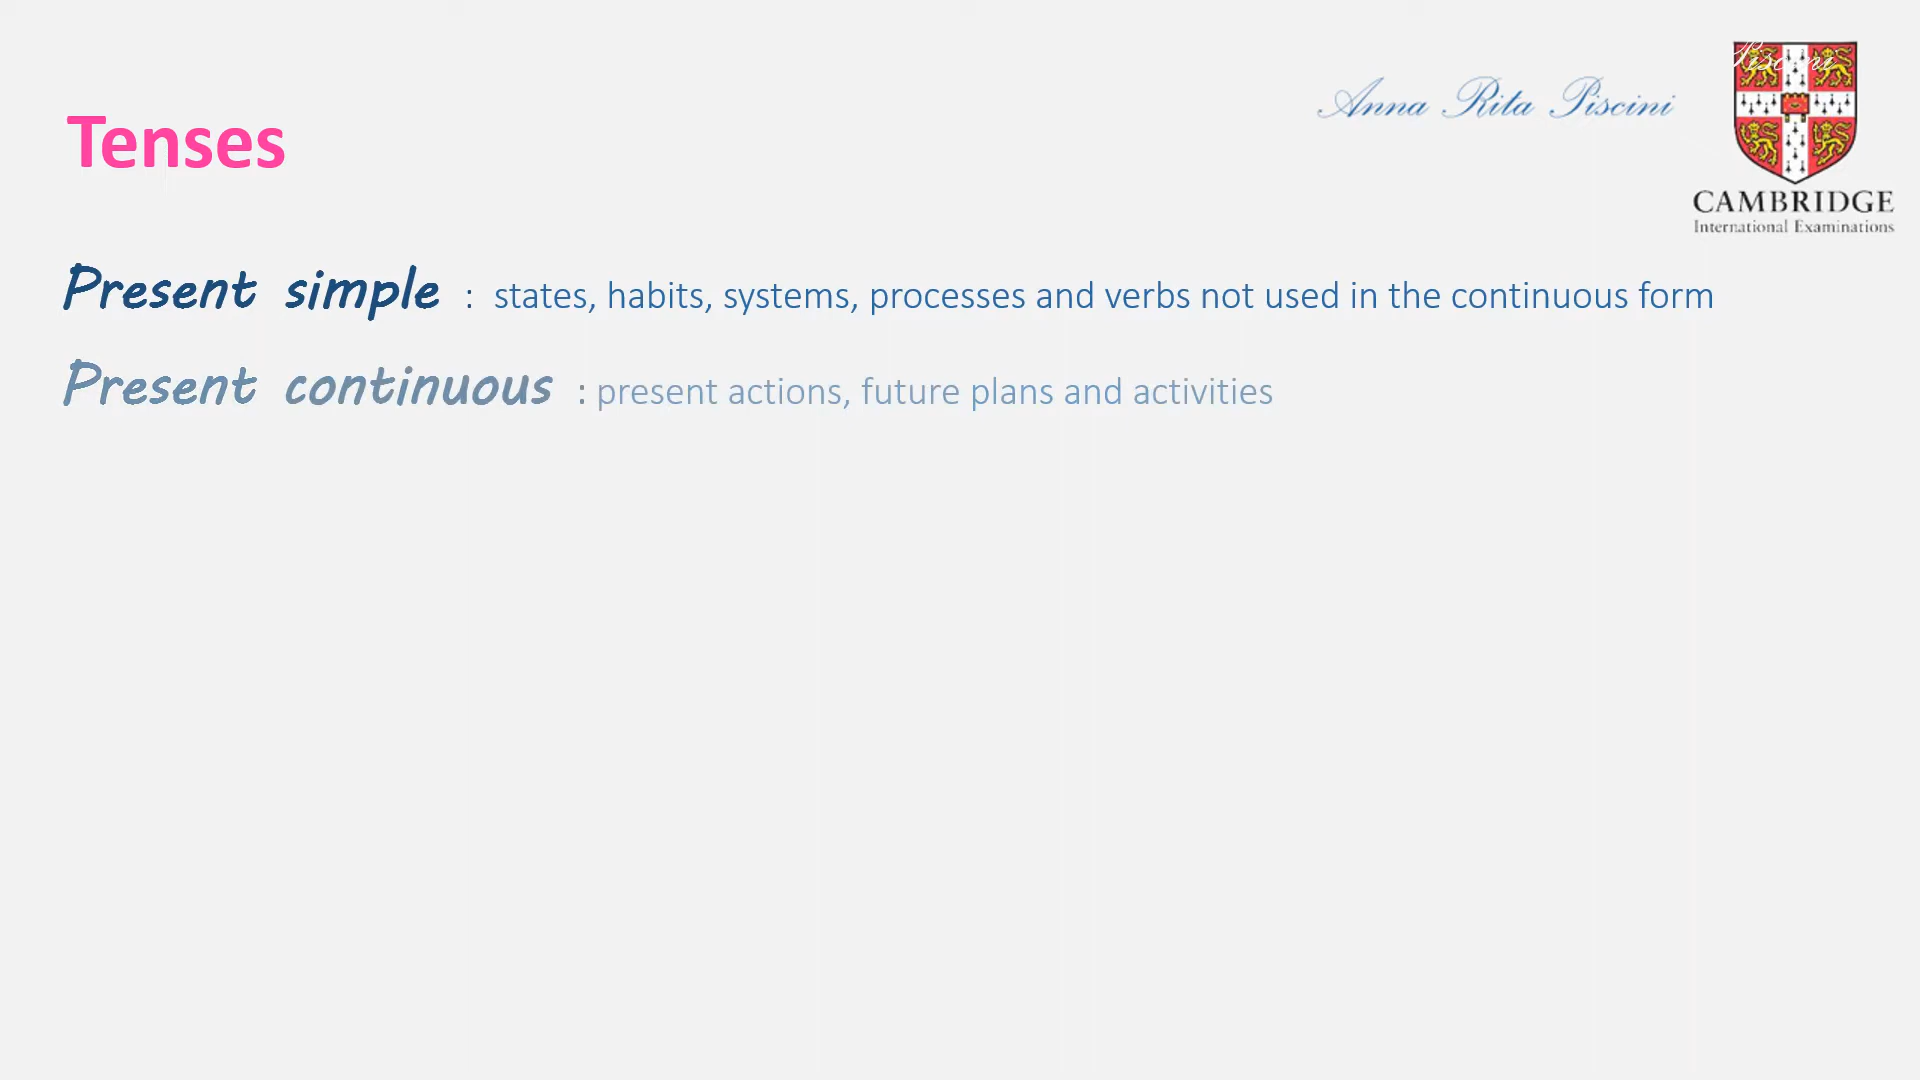 Piscini
Anna Rita Piscini
Tenses
CAMBRIDGE
International Examinations
Present simple : states, habits, systems, processes and verbs not used in the continuous form
Present continuous : present actions, future plans and activities